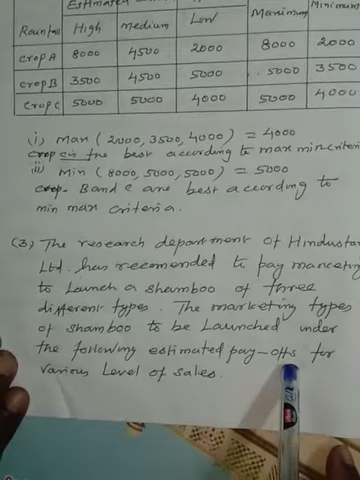 Estimated
Rainfall High medium Low Maximum Minimum
crop A 8000 4500 2000 8000 2000
crop B 3500 4500 5000 5000 3500
crop C 5000 5000 4000 5000 4000
(i) Max (2000, 3500, 4000) = 4000
crop c is the best according to max min criteri
ii) Min (8000, 5000, 5000) = 5000
crop- B and C are best according to
min max criteria.
(3) The research department of Hindustan
Ltd. has recomended to pay marketing
to Launch a shamboo of three
different types. The marketing types
of shamboo to be Launched under
the following estimated pay-offs for
various Level of sales.